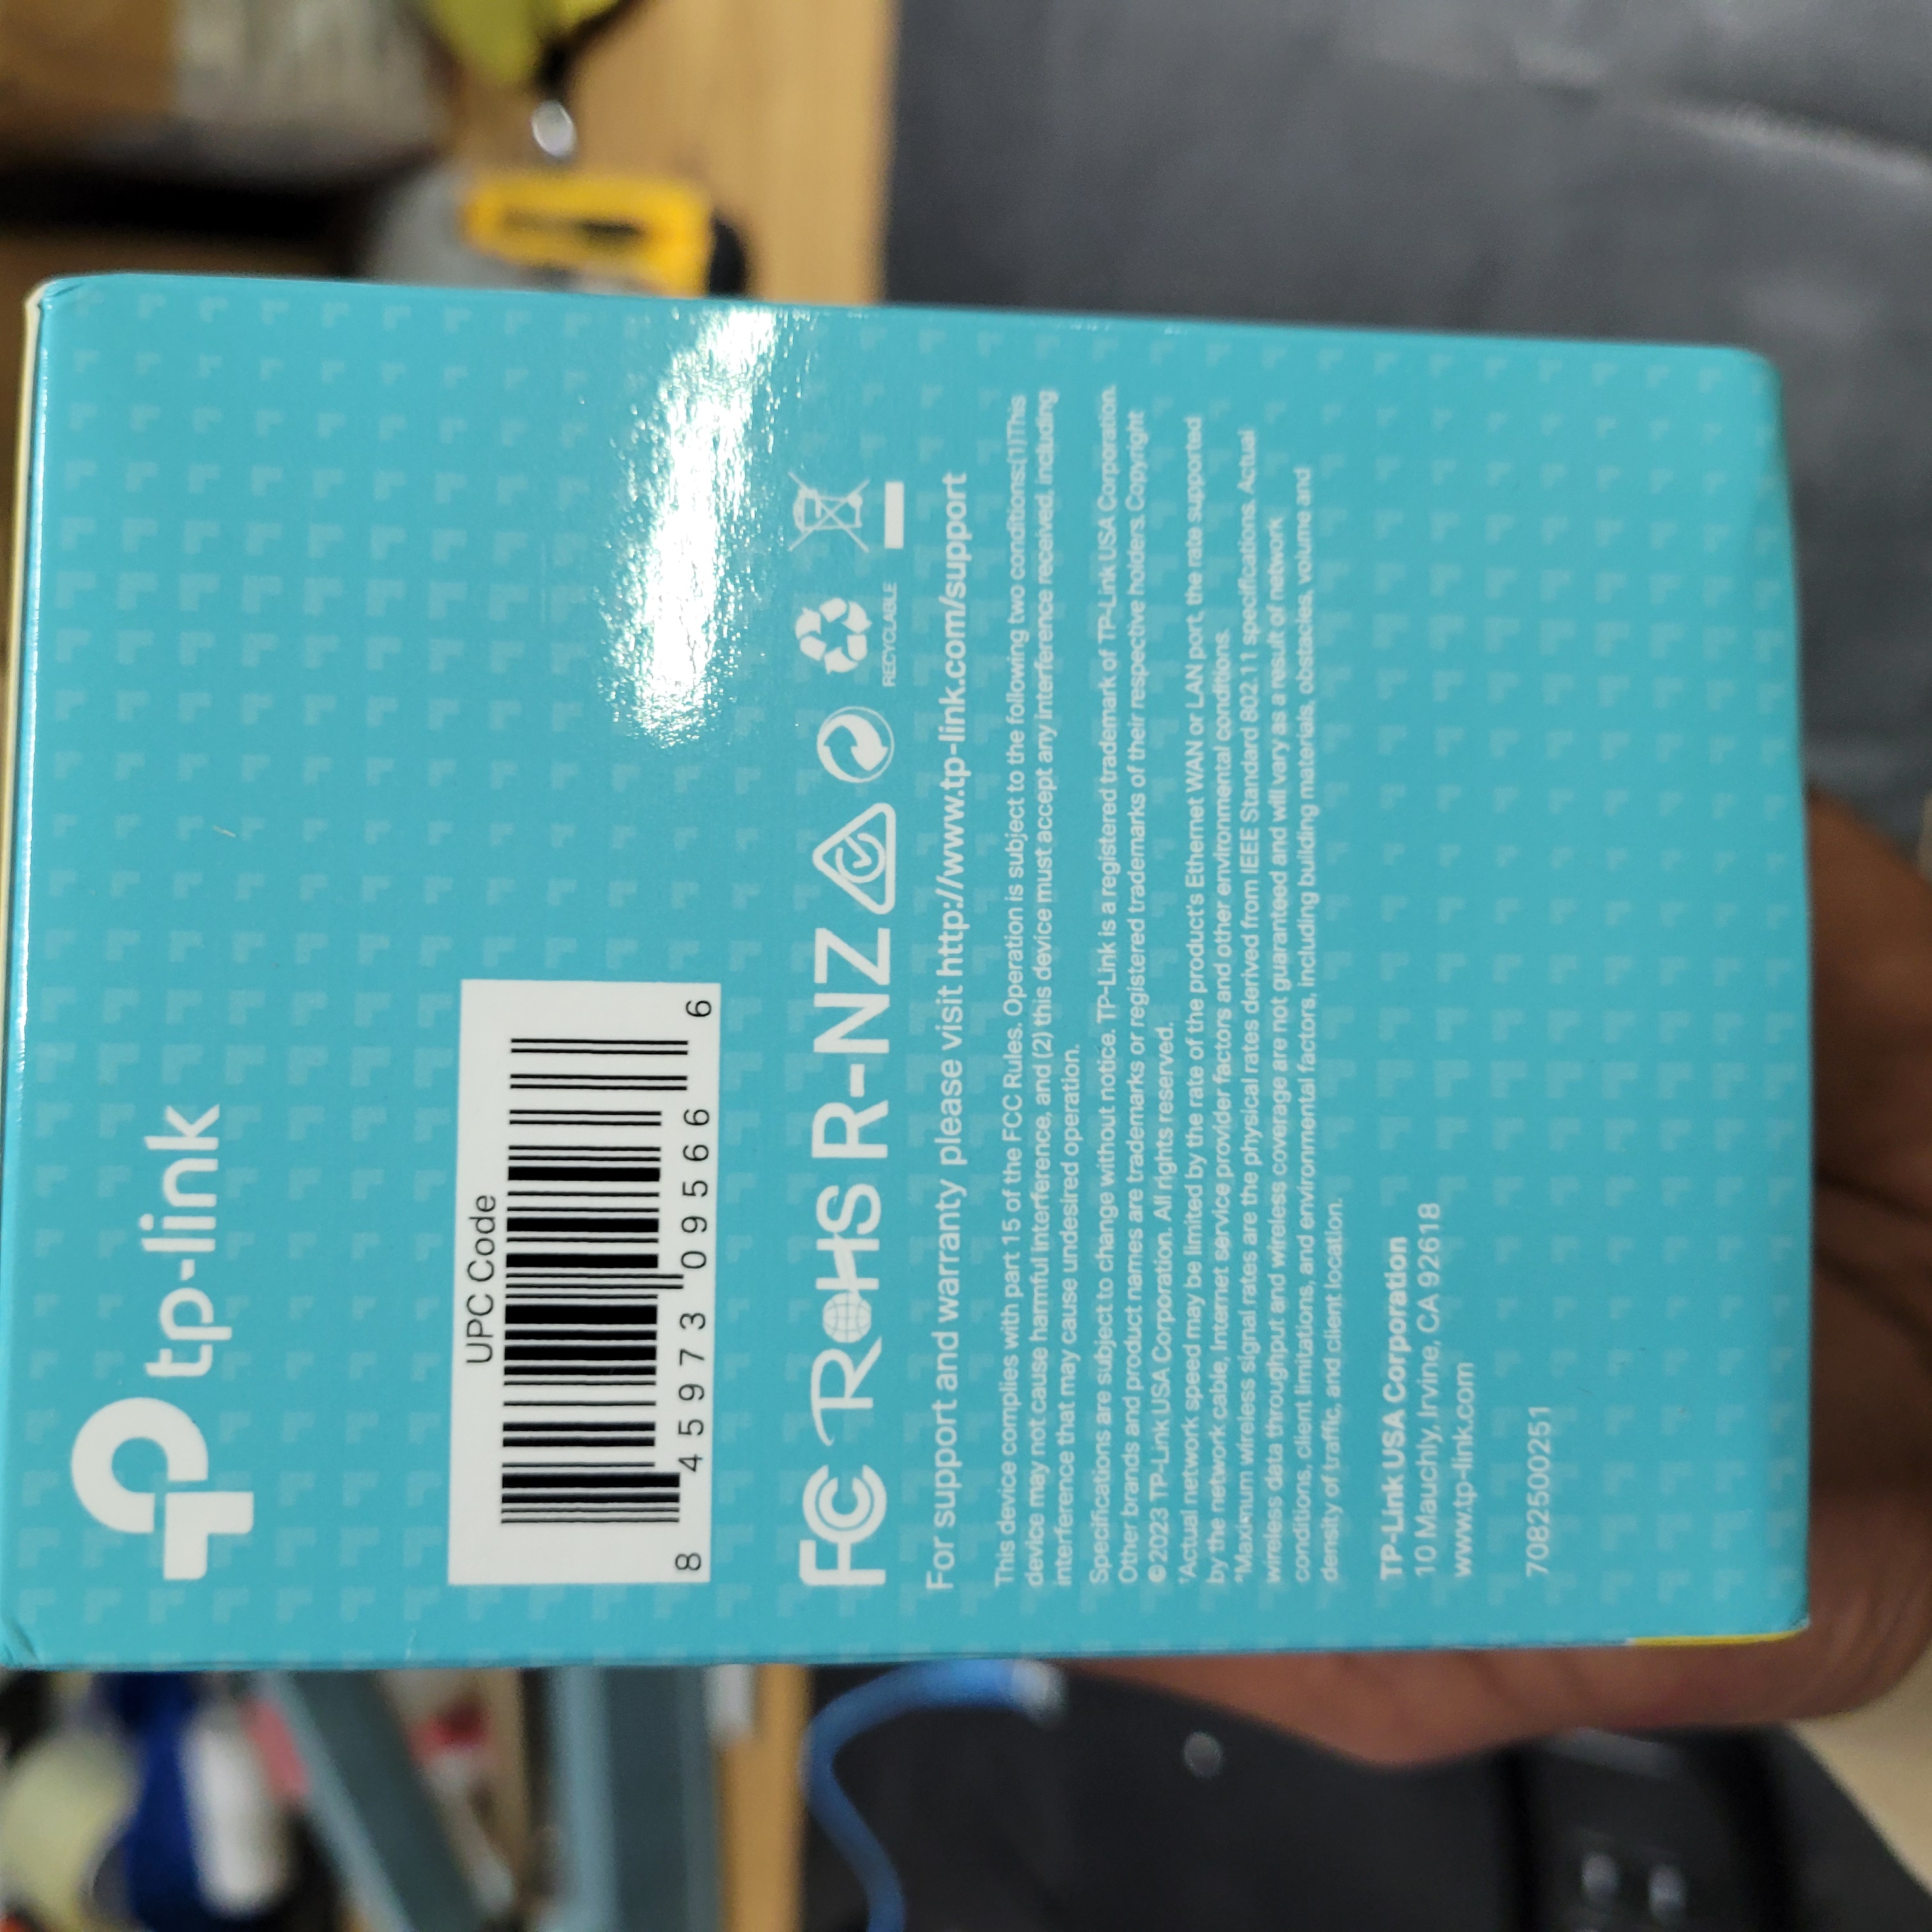 tp-link
UPC Code
8 45973 09566 6
FC RoHS R-NZ
RECYCLABLE
For support and warranty please visit http://www.tp-link.com/support
This device complies with part 15 of the FCC Rules. Operation is subject to the following two conditions:(1)This
device may not cause harmful interference, and (2) this device must accept any interference received, including
interference that may cause undesired operation.
Specifications are subject to change without notice. TP-Link is a registered trademark of TP-Link USA Corporation.
Other brands and product names are trademarks or registered trademarks of their respective holders. Copyright
©2023 TP-Link USA Corporation. All rights reserved.
†Actual network speed may be limited by the rate of the product's Ethernet WAN or LAN port, the rate supported
by the network cable, Internet service provider factors and other environmental conditions.
*Maximum wireless signal rates are the physical rates derived from IEEE Standard 802.11 specifications. Actual
wireless data throughput and wireless coverage are not guaranteed and will vary as a result of network
conditions, client limitations, and environmental factors, including building materials, obstacles, volume and
density of traffic, and client location.
TP-Link USA Corporation
10 Mauchly, Irvine, CA 92618
www.tp-link.com
7082500251